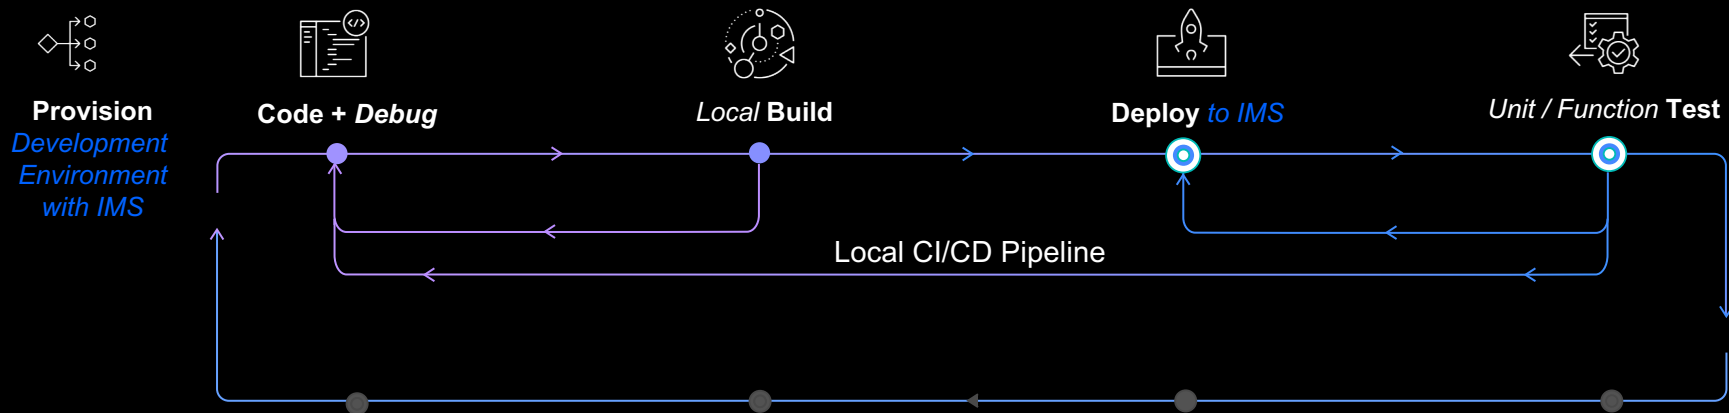 Provision
Development
Environment
with IMS
Code + Debug
Local Build
Deploy to IMS
Unit / Function Test
Local CI/CD Pipeline